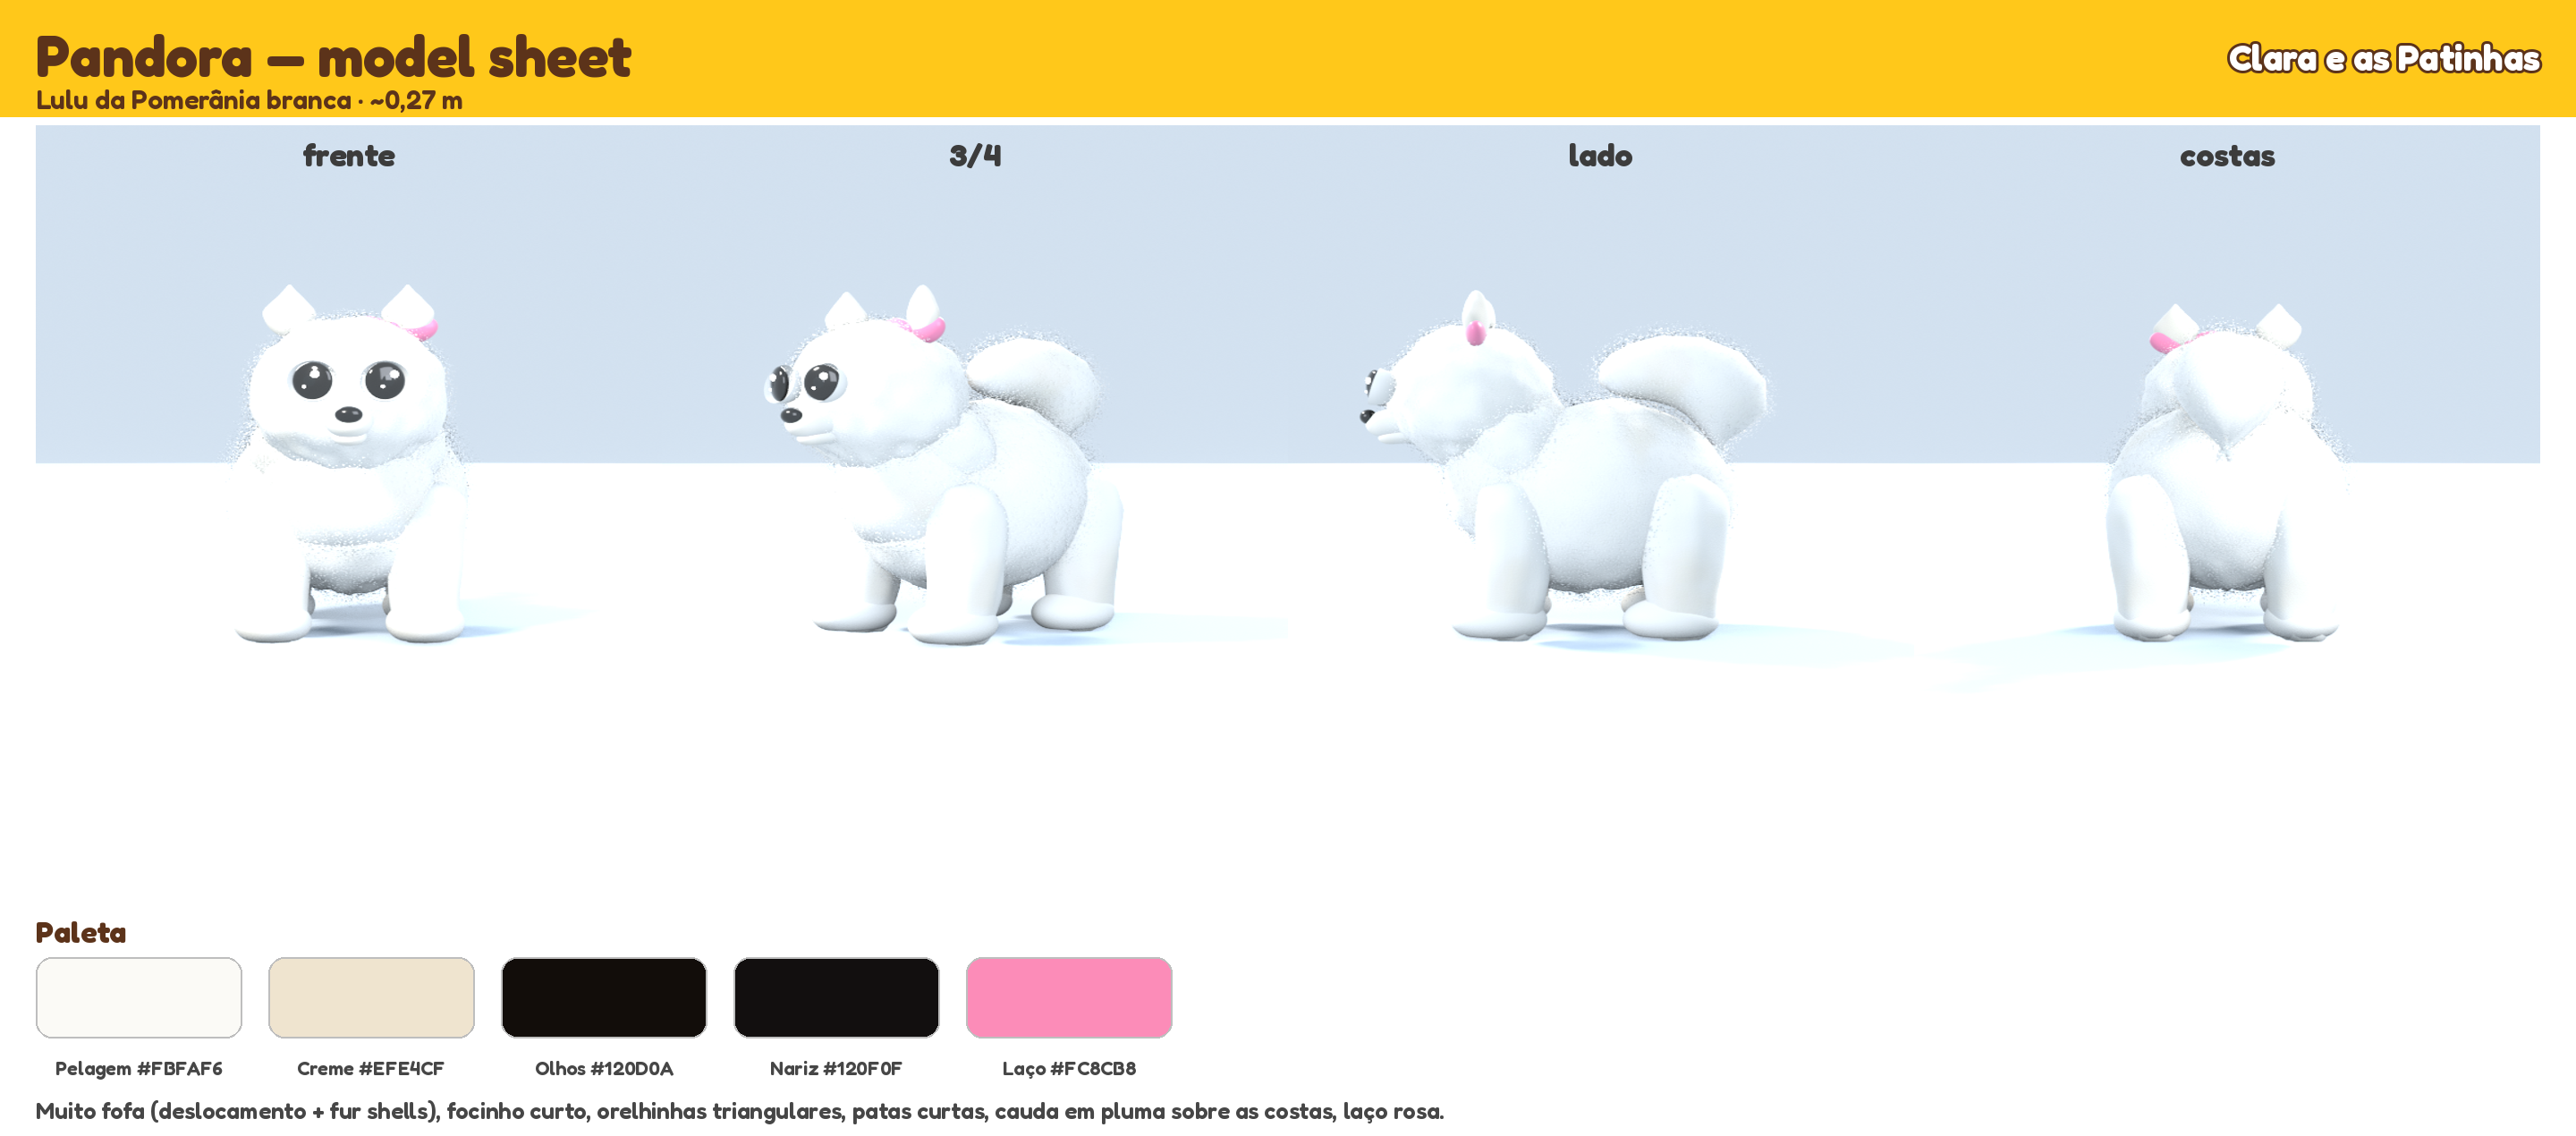 Pandora — model sheet
Lulu da Pomerânia branca · ~0,27 m
Clara e as Patinhas
frente
3/4
lado
costas
Paleta
Pelagem #FBFAF6
Creme #EFE4CF
Olhos #120D0A
Nariz #120F0F
Laço #FC8CB8
Muito fofa (deslocamento + fur shells), focinho curto, orelhinhas triangulares, patas curtas, cauda em pluma sobre as costas, laço rosa.